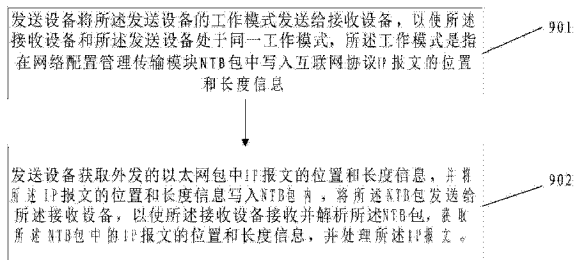 发送设备将所述发送设备的工作模式发送给接收设备，以使所述
接收设备和所述发送设备处于同一工作模式，所述工作模式是指
在网络配置管理传输模块NTB包中写入互联网协议IP报文的位置
和长度信息
901
发送设备获取外发的以太网包中IP报文的位置和长度信息，并将
所述IP报文的位置和长度信息写入NTB包内，将所述NTB包发送给
所述接收设备，以使所述接收设备接收并解析所述NTB包，获取
所述NTB包中的IP报文的位置和长度信息，并处理所述IP报文。
902